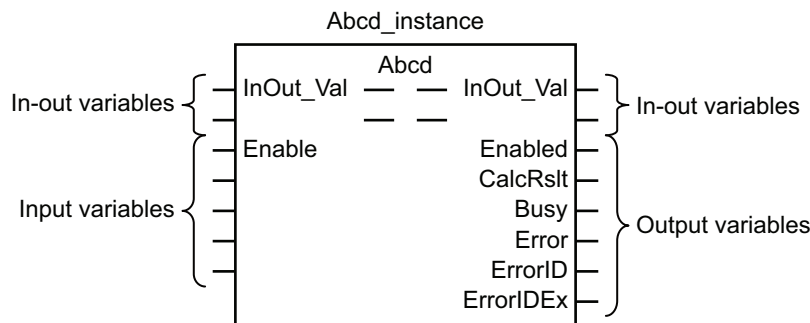 Abcd_instance
Abcd
In-out variables
InOut_Val
InOut_Val
In-out variables
Enable
Enabled
CalcRslt
Input variables
Busy
Output variables
Error
ErrorID
ErrorIDEx